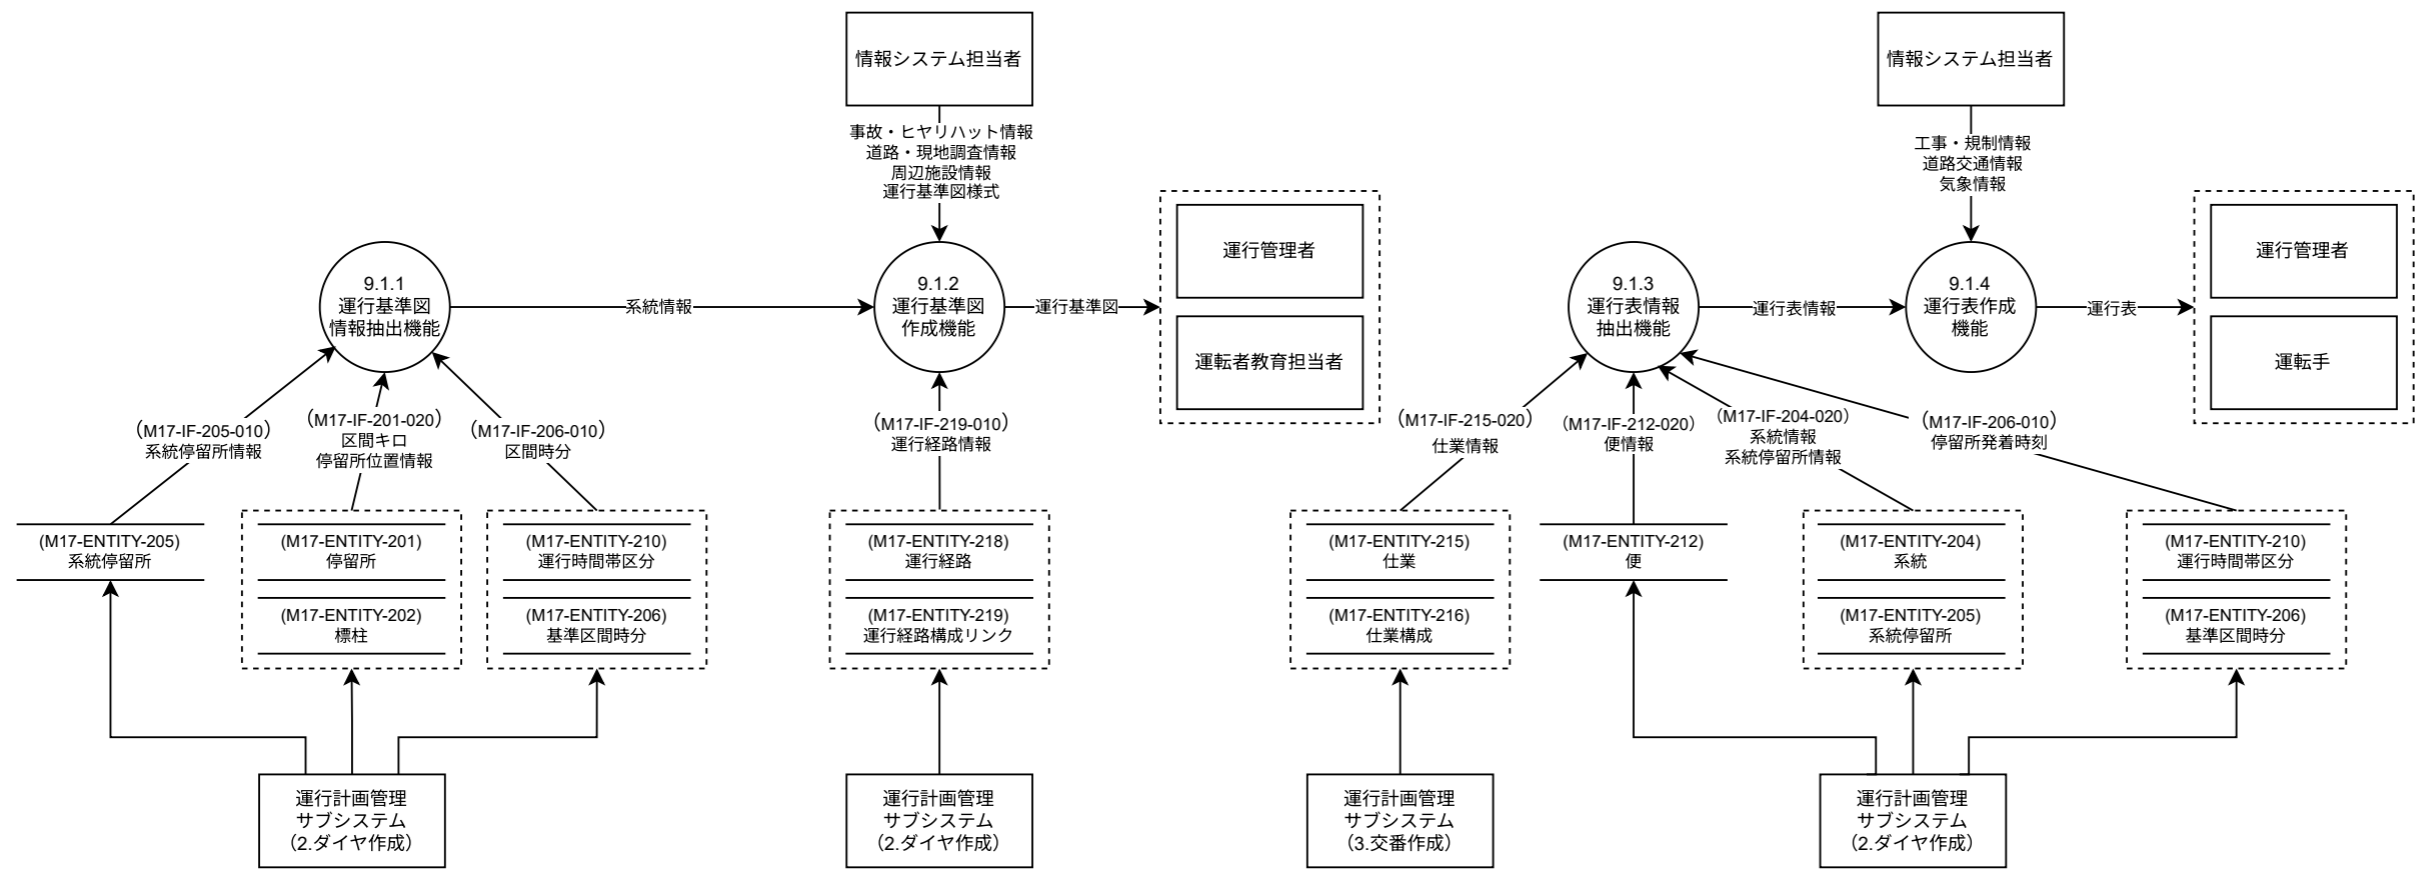 情報システム担当者
事故・ヒヤリハット情報
道路・現地調査情報
周辺施設情報
運行基準図様式
9.1.1
運行基準図
情報抽出機能
系統情報
9.1.2
運行基準図
作成機能
運行基準図
運行管理者
運転者教育担当者
（M17-IF-205-010）
系統停留所情報
（M17-IF-201-020）
区間キロ
停留所位置情報
（M17-IF-206-010）
区間時分
（M17-IF-219-010）
運行経路情報
(M17-ENTITY-205)
系統停留所
(M17-ENTITY-201)
停留所
(M17-ENTITY-202)
標柱
(M17-ENTITY-210)
運行時間帯区分
(M17-ENTITY-206)
基準区間時分
(M17-ENTITY-218)
運行経路
(M17-ENTITY-219)
運行経路構成リンク
運行計画管理
サブシステム
（2.ダイヤ作成）
運行計画管理
サブシステム
（2.ダイヤ作成）
情報システム担当者
工事・規制情報
道路交通情報
気象情報
9.1.3
運行表情報
抽出機能
運行表情報
9.1.4
運行表作成
機能
運行表
運行管理者
運転手
（M17-IF-215-020）
仕業情報
（M17-IF-212-020）
便情報
（M17-IF-204-020）
系統情報
系統停留所情報
（M17-IF-206-010）
停留所発着時刻
(M17-ENTITY-215)
仕業
(M17-ENTITY-216)
仕業構成
(M17-ENTITY-212)
便
(M17-ENTITY-204)
系統
(M17-ENTITY-205)
系統停留所
(M17-ENTITY-210)
運行時間帯区分
(M17-ENTITY-206)
基準区間時分
運行計画管理
サブシステム
（3.交番作成）
運行計画管理
サブシステム
（2.ダイヤ作成）